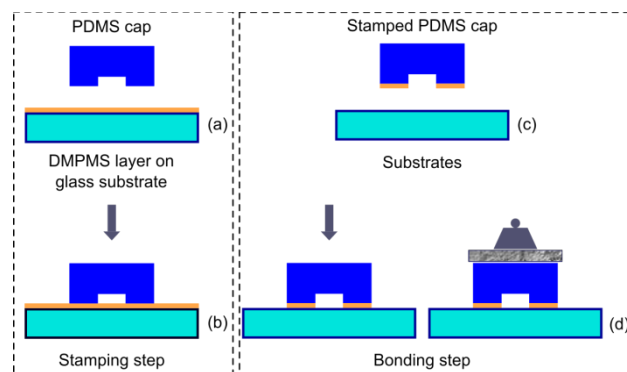 PDMS cap
(a)
DMPMS layer on
glass substrate
(b)
Stamping step
Stamped PDMS cap
(c)
Substrates
(d)
Bonding step